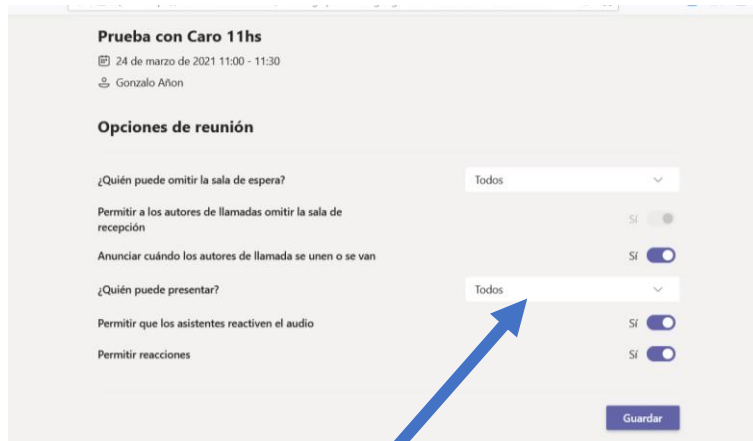 Prueba con Caro 11hs
24 de marzo de 2021 11:00 - 11:30
Gonzalo Añon
Opciones de reunión
¿Quién puede omitir la sala de espera? Todos
Permitir a los autores de llamadas omitir la sala de
recepción Sí
Anunciar cuándo los autores de llamada se unen o se van Sí
¿Quién puede presentar? Todos
Permitir que los asistentes reactiven el audio Sí
Permitir reacciones Sí
Guardar